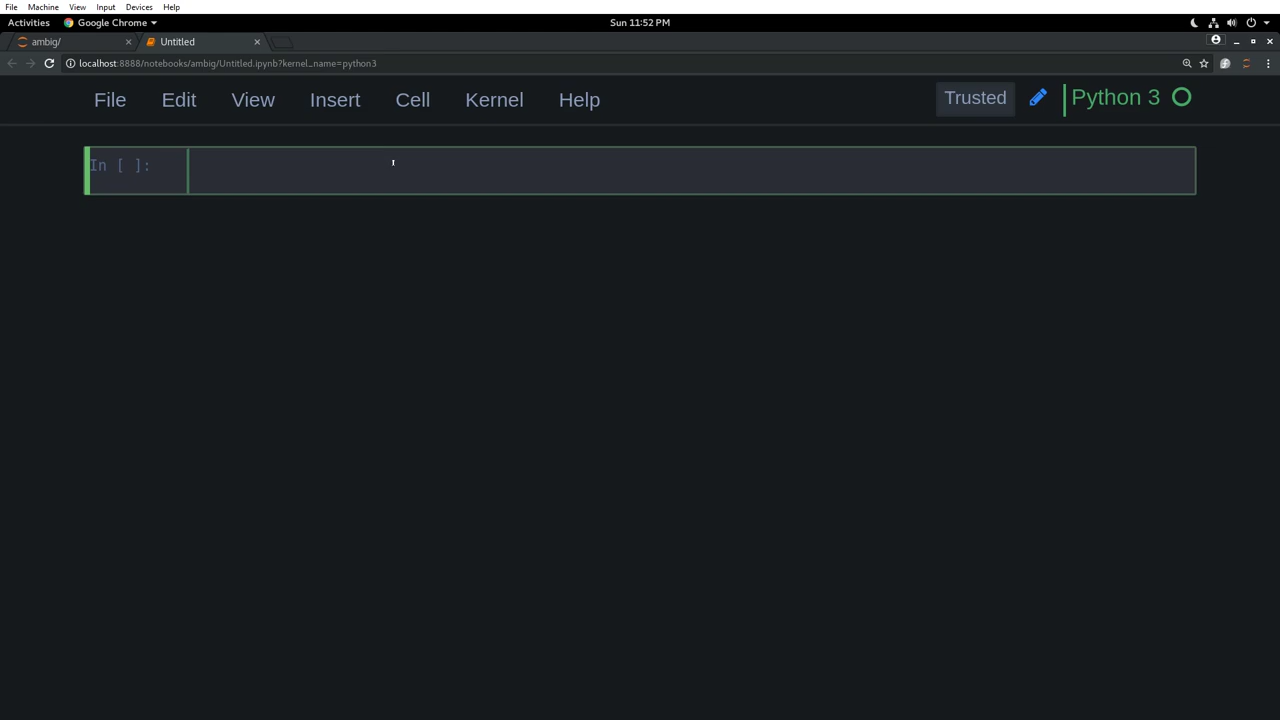 File Machine View Input Devices Help
Activities Google Chrome Sun 11:52 PM
ambig/ Untitled
localhost:8888/notebooks/ambig/Untitled.ipynb?kernel_name=python3
File Edit View Insert Cell Kernel Help Trusted Python 3
In [ ]: